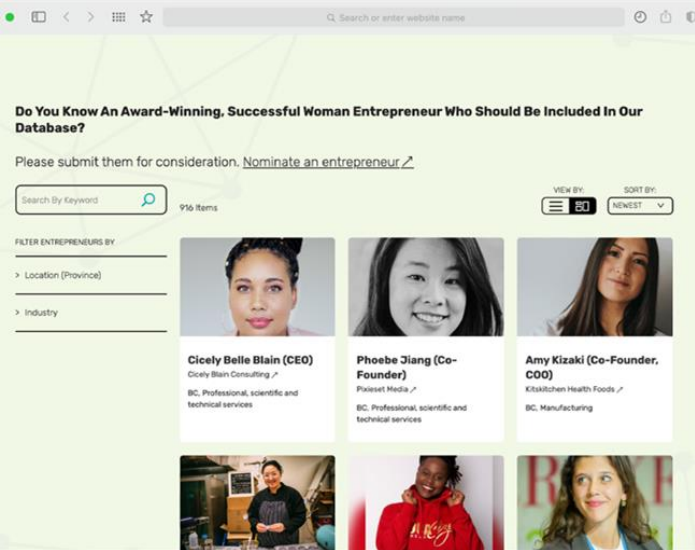 Search or enter website name
Do You Know An Award-Winning, Successful Woman Entrepreneur Who Should Be Included In Our
Database?
Please submit them for consideration. Nominate an entrepreneur ↗
Search By Keyword
916 Items
VIEW BY:
SORT BY:
NEWEST
FILTER ENTREPRENEURS BY
> Location (Province)
> Industry
Cicely Belle Blain (CEO)
Cicely Blain Consulting ↗
BC, Professional, scientific and
technical services
Phoebe Jiang (Co-
Founder)
Pixieset Media ↗
BC, Professional, scientific and
technical services
Amy Kizaki (Co-Founder,
COO)
Kitskitchen Health Foods ↗
BC, Manufacturing